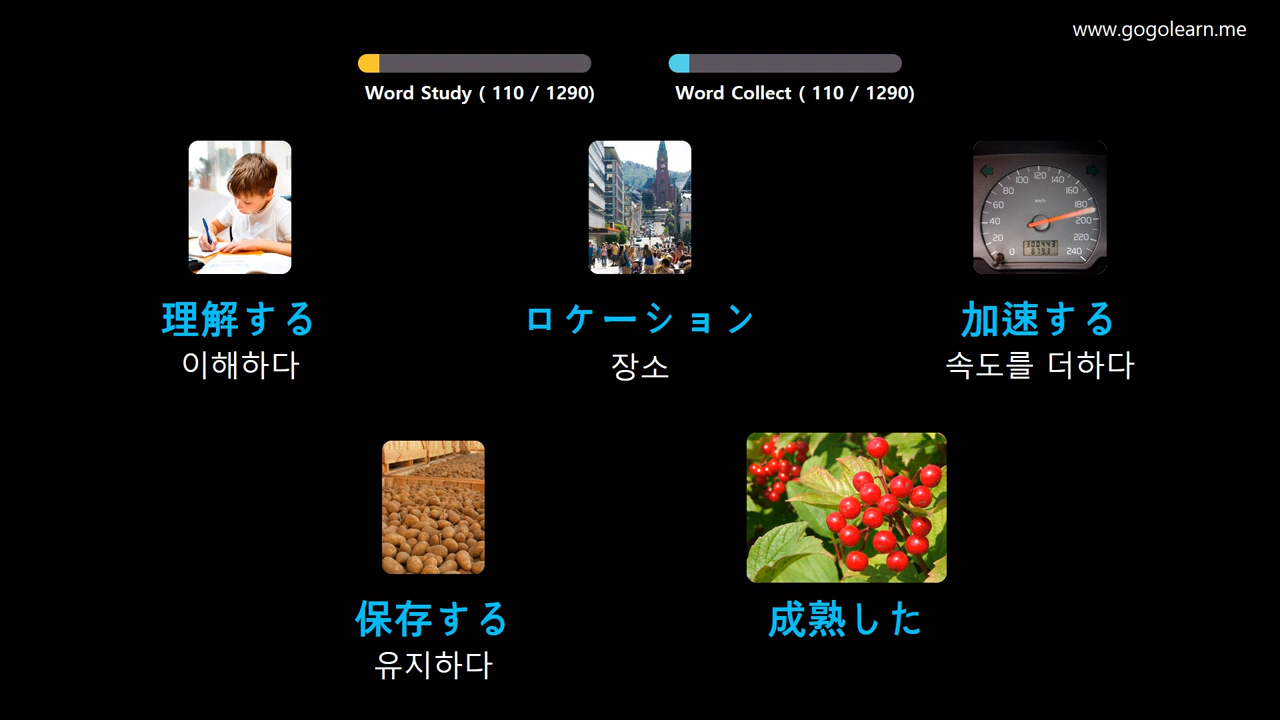 www.gogolearn.me
Word Study ( 110 / 1290)
Word Collect ( 110 / 1290)
理解する
이해하다
ロケーション
장소
加速する
속도를 더하다
保存する
유지하다
成熟した